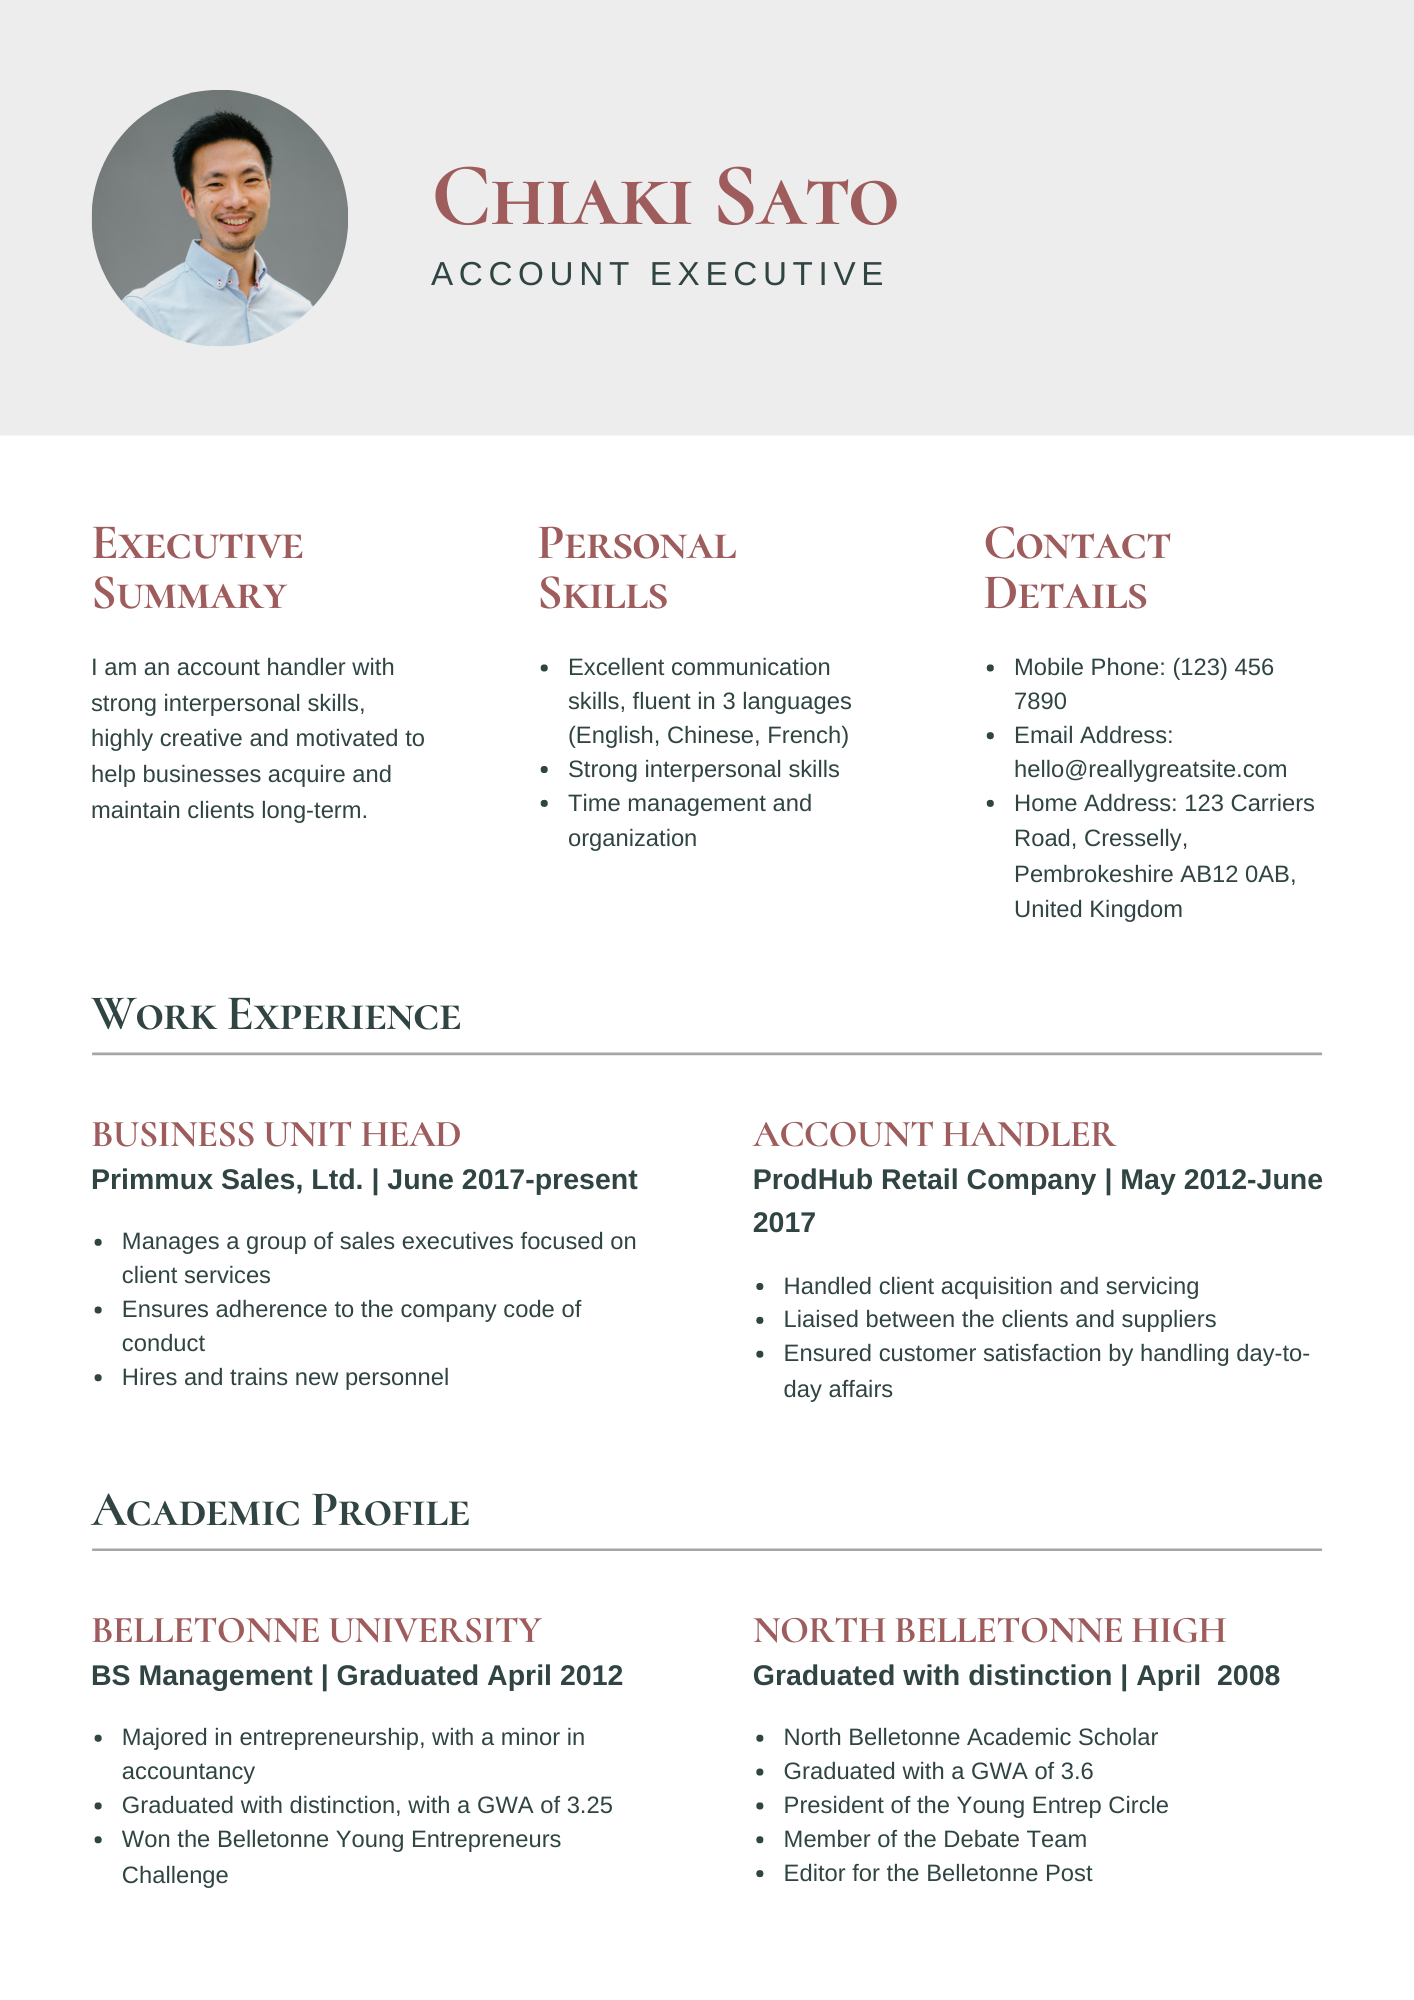 Chiaki Sato
ACCOUNT EXECUTIVE
Executive
Summary
I am an account handler with
strong interpersonal skills,
highly creative and motivated to
help businesses acquire and
maintain clients long-term.
Personal
Skills
• Excellent communication
skills, fluent in 3 languages
(English, Chinese, French)
• Strong interpersonal skills
• Time management and
organization
Contact
Details
• Mobile Phone: (123) 456
7890
• Email Address:
hello@reallygreatsite.com
• Home Address: 123 Carriers
Road, Cresselly,
Pembrokeshire AB12 0AB,
United Kingdom
Work Experience
BUSINESS UNIT HEAD
Primmux Sales, Ltd. | June 2017-present
• Manages a group of sales executives focused on
client services
• Ensures adherence to the company code of
conduct
• Hires and trains new personnel
ACCOUNT HANDLER
ProdHub Retail Company | May 2012-June
2017
• Handled client acquisition and servicing
• Liaised between the clients and suppliers
• Ensured customer satisfaction by handling day-to-
day affairs
Academic Profile
BELLETONNE UNIVERSITY
BS Management | Graduated April 2012
• Majored in entrepreneurship, with a minor in
accountancy
• Graduated with distinction, with a GWA of 3.25
• Won the Belletonne Young Entrepreneurs
Challenge
NORTH BELLETONNE HIGH
Graduated with distinction | April  2008
• North Belletonne Academic Scholar
• Graduated with a GWA of 3.6
• President of the Young Entrep Circle
• Member of the Debate Team
• Editor for the Belletonne Post